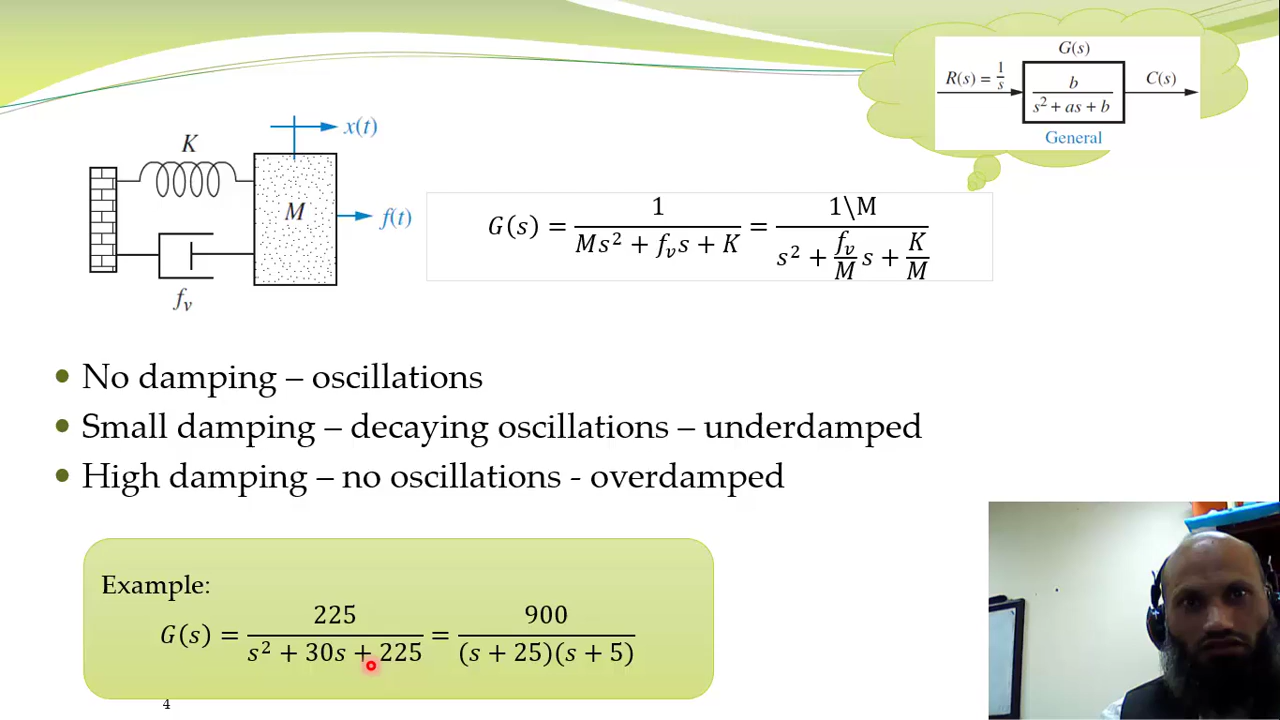 G(s)
R(s) = 1/s
b/(s² + as + b)
C(s)
General
K
x(t)
M
f(t)
f_v
G(s) = 1/(Ms² + f_v s + K) = (1\M)/(s² + (f_v/M)s + K/M)
• No damping – oscillations
• Small damping – decaying oscillations – underdamped
• High damping – no oscillations - overdamped
Example:
G(s) = 225/(s² + 30s + 225) = 900/((s + 25)(s + 5))
4